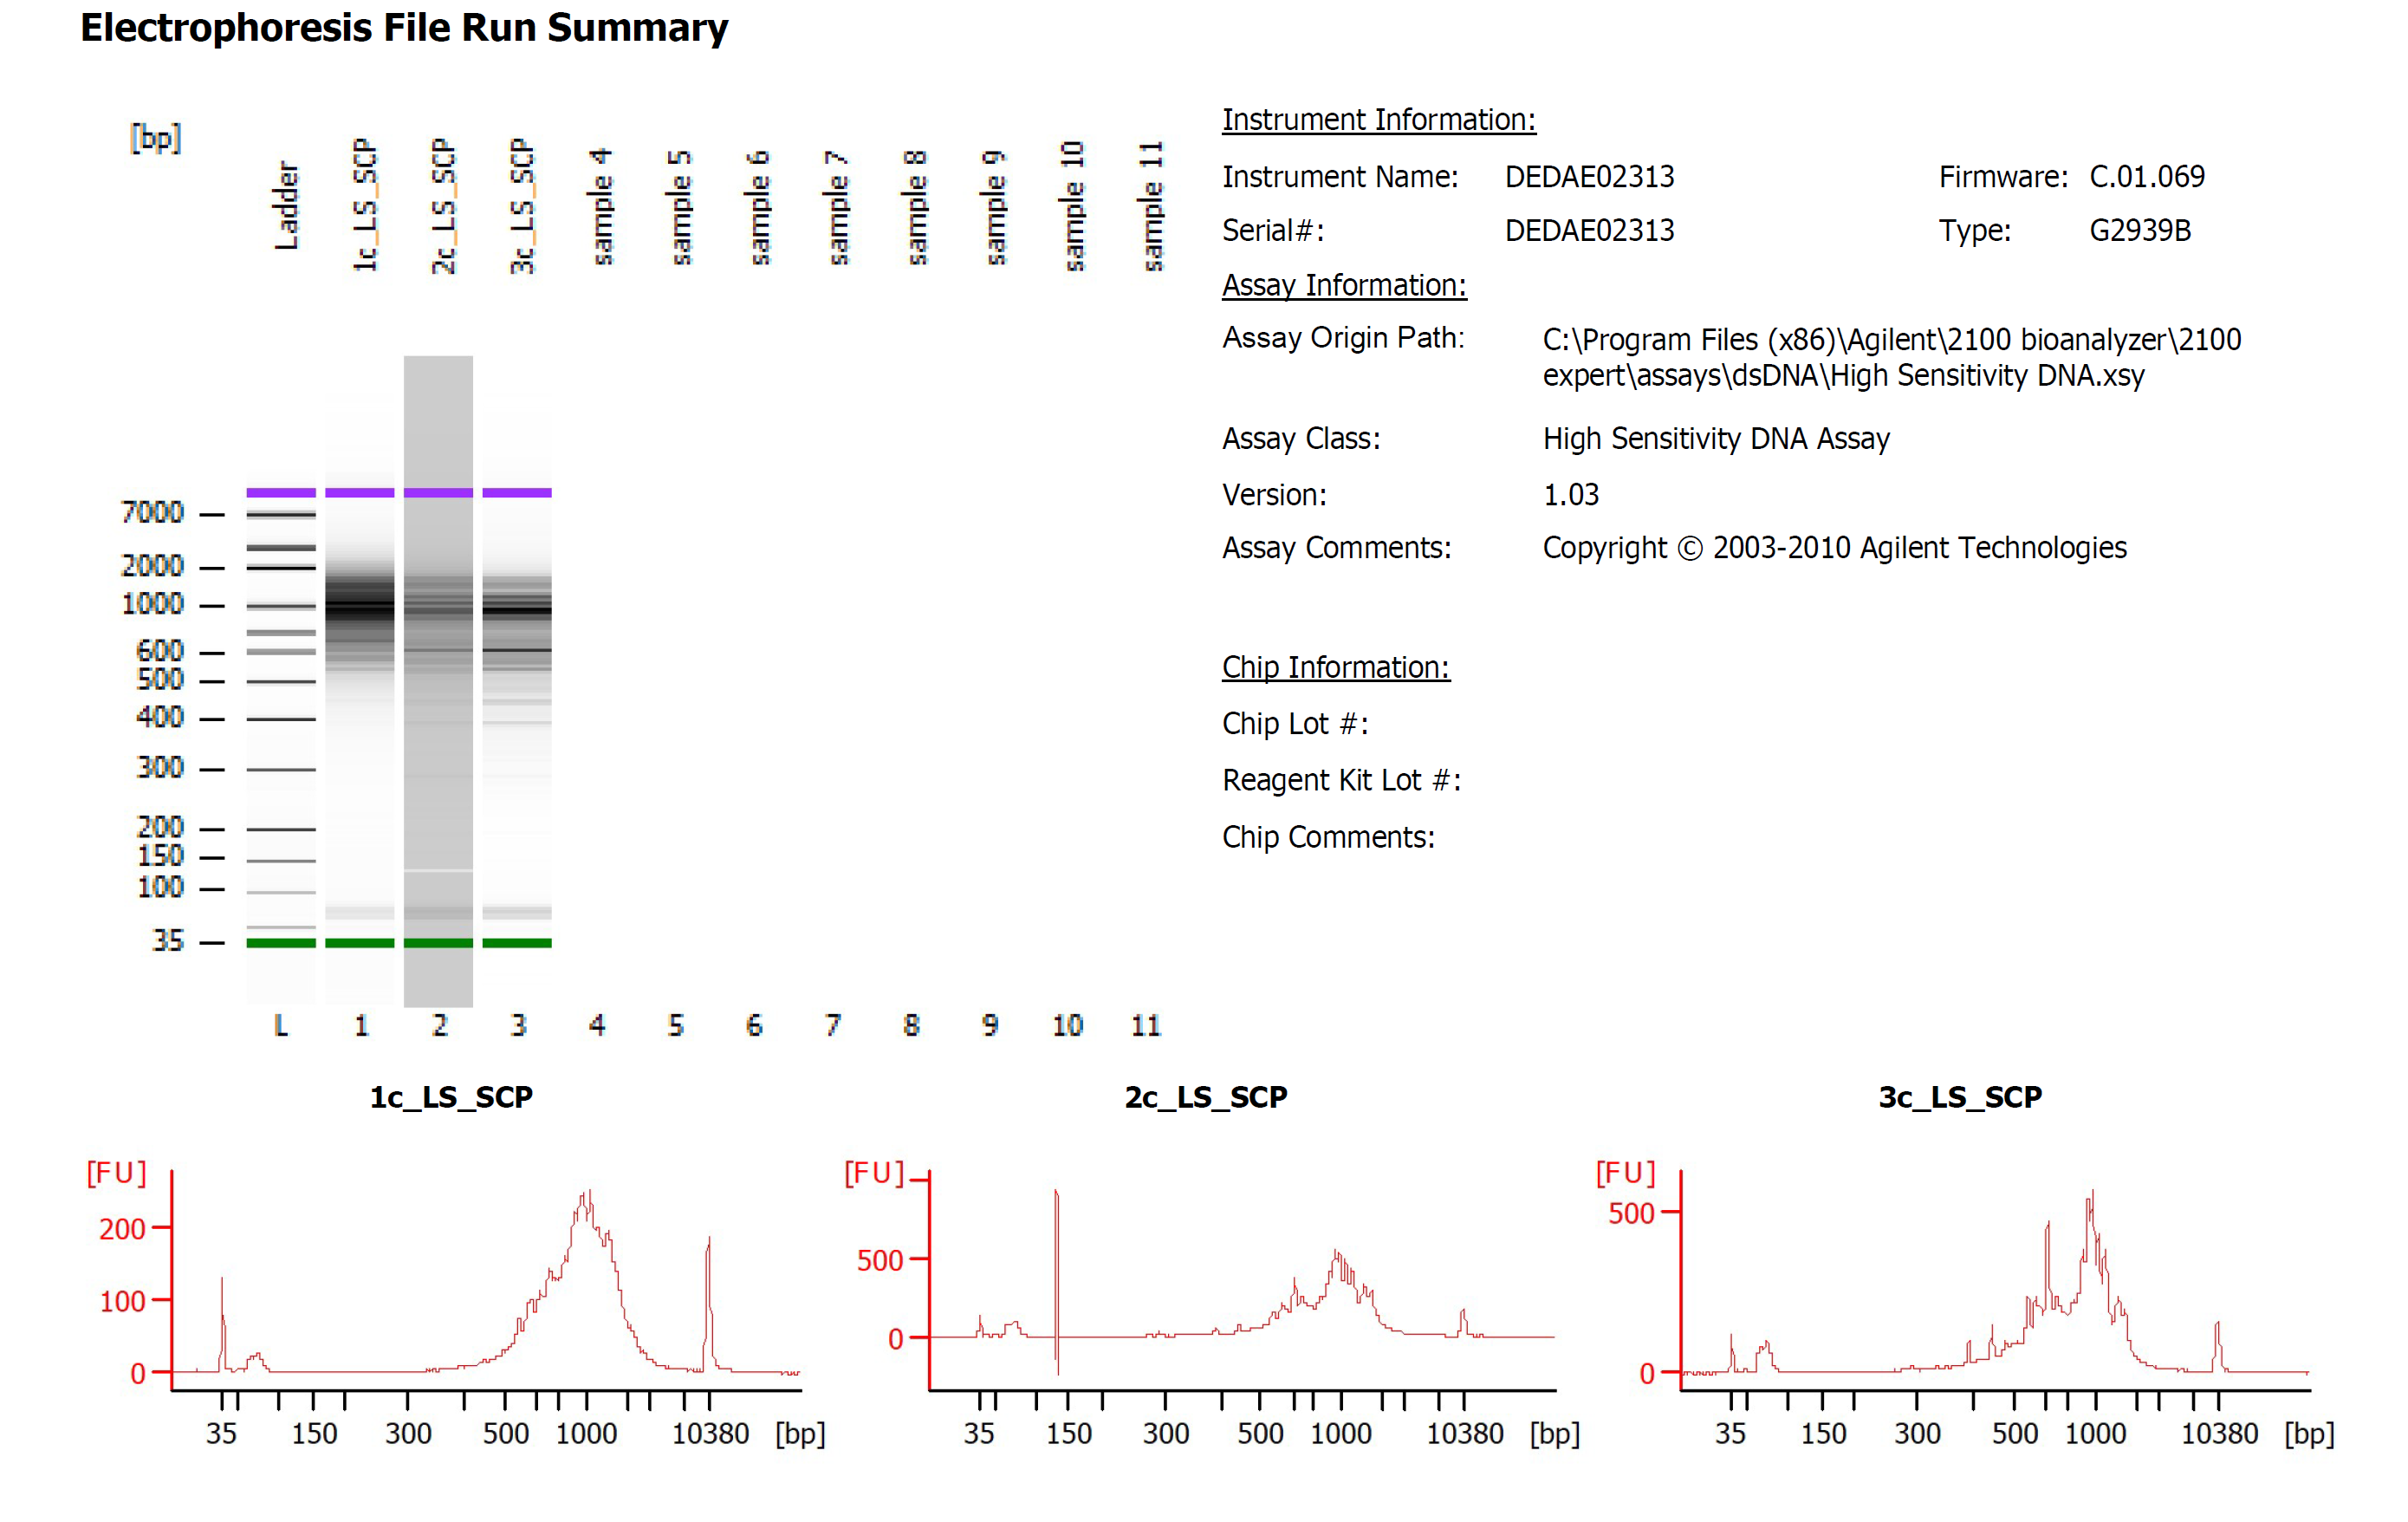 Electrophoresis File Run Summary
[bp]
Ladder
1c_LS_SCP
2c_LS_SCP
3c_LS_SCP
sample 4
sample 5
sample 6
sample 7
sample 8
sample 9
sample 10
sample 11
7000
2000
1000
600
500
400
300
200
150
100
35
L 1 2 3 4 5 6 7 8 9 10 11
Instrument Information:
Instrument Name: DEDAE02313 Firmware: C.01.069
Serial#: DEDAE02313 Type: G2939B
Assay Information:
Assay Origin Path: C:\Program Files (x86)\Agilent\2100 bioanalyzer\2100
expert\assays\dsDNA\High Sensitivity DNA.xsy
Assay Class: High Sensitivity DNA Assay
Version: 1.03
Assay Comments: Copyright © 2003-2010 Agilent Technologies
Chip Information:
Chip Lot #:
Reagent Kit Lot #:
Chip Comments:
1c_LS_SCP
[FU]
200
100
0
35 150 300 500 1000 10380 [bp]
2c_LS_SCP
[FU]
500
0
35 150 300 500 1000 10380 [bp]
3c_LS_SCP
[FU]
500
0
35 150 300 500 1000 10380 [bp]